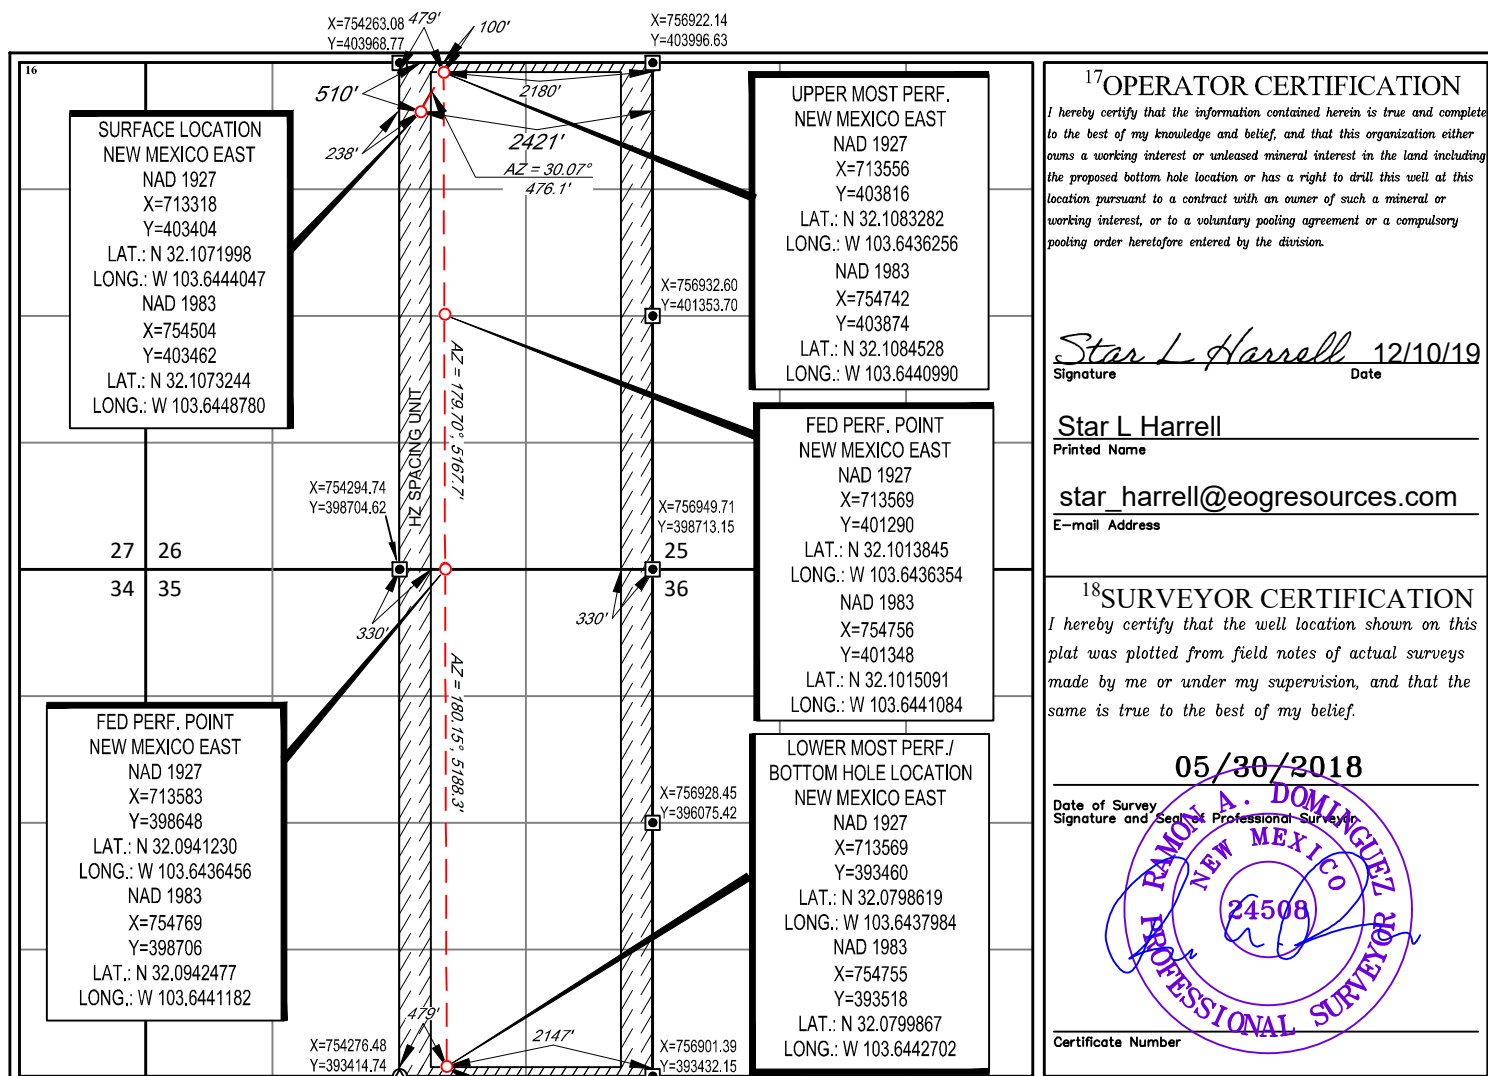 X=754263.08
Y=403968.77
479'
100'
X=756922.14
Y=403996.63
16
510'
2180'
238'
2421'
AZ = 30.07°
476.1'
SURFACE LOCATION
NEW MEXICO EAST
NAD 1927
X=713318
Y=403404
LAT.: N 32.1071998
LONG.: W 103.6444047
NAD 1983
X=754504
Y=403462
LAT.: N 32.1073244
LONG.: W 103.6448780
UPPER MOST PERF.
NEW MEXICO EAST
NAD 1927
X=713556
Y=403816
LAT.: N 32.1083282
LONG.: W 103.6436256
NAD 1983
X=754742
Y=403874
LAT.: N 32.1084528
LONG.: W 103.6440990
X=756932.60
Y=401353.70
HZ SPACING UNIT
AZ = 179.70°, 5167.7'
FED PERF. POINT
NEW MEXICO EAST
NAD 1927
X=713569
Y=401290
LAT.: N 32.1013845
LONG.: W 103.6436354
NAD 1983
X=754756
Y=401348
LAT.: N 32.1015091
LONG.: W 103.6441084
X=754294.74
Y=398704.62
X=756949.71
Y=398713.15
27 26
34 35
25
36
330'
330'
AZ = 180.15°, 5188.3'
FED PERF. POINT
NEW MEXICO EAST
NAD 1927
X=713583
Y=398648
LAT.: N 32.0941230
LONG.: W 103.6436456
NAD 1983
X=754769
Y=398706
LAT.: N 32.0942477
LONG.: W 103.6441182
X=756928.45
Y=396075.42
LOWER MOST PERF./
BOTTOM HOLE LOCATION
NEW MEXICO EAST
NAD 1927
X=713569
Y=393460
LAT.: N 32.0798619
LONG.: W 103.6437984
NAD 1983
X=754755
Y=393518
LAT.: N 32.0799867
LONG.: W 103.6442702
479'
2147'
X=754276.48
Y=393414.74
X=756901.39
Y=393432.15
17OPERATOR CERTIFICATION
I hereby certify that the information contained herein is true and complete
to the best of my knowledge and belief, and that this organization either
owns a working interest or unleased mineral interest in the land including
the proposed bottom hole location or has a right to drill this well at this
location pursuant to a contract with an owner of such a mineral or
working interest, or to a voluntary pooling agreement or a compulsory
pooling order heretofore entered by the division.
Star L Harrell 12/10/19
Signature Date
Star L Harrell
Printed Name
star_harrell@eogresources.com
E-mail Address
18SURVEYOR CERTIFICATION
I hereby certify that the well location shown on this
plat was plotted from field notes of actual surveys
made by me or under my supervision, and that the
same is true to the best of my belief.
05/30/2018
Date of Survey
Signature and Seal of Professional Surveyor
RAMON A. DOMINGUEZ
NEW MEXICO
24508
PROFESSIONAL SURVEYOR
Certificate Number